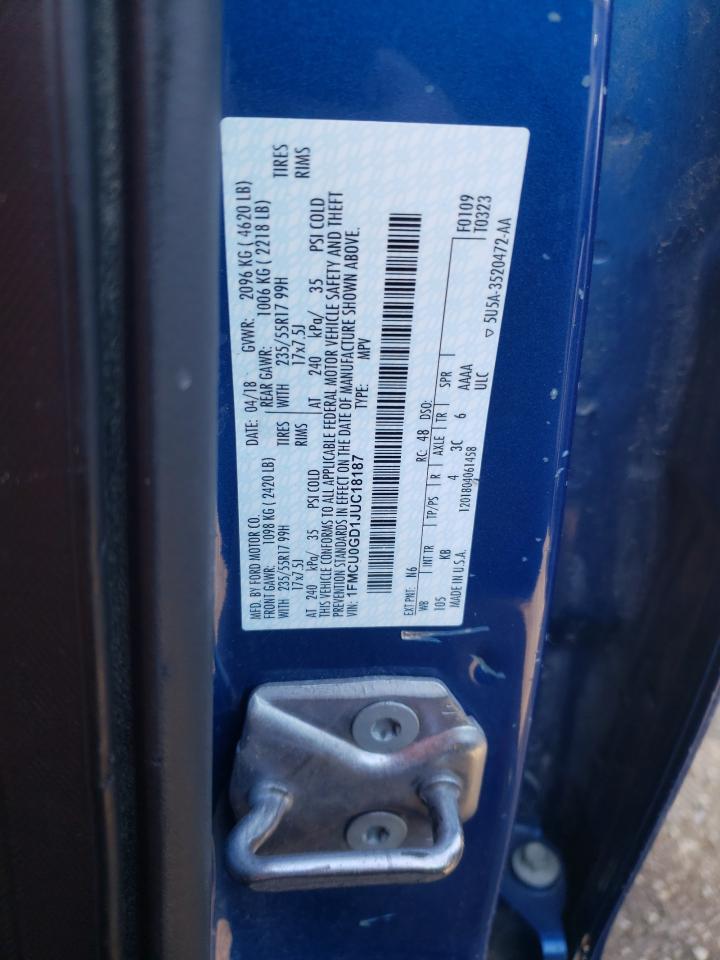 MFD. BY FORD MOTOR CO. DATE: 04/18 GVWR: 2096 KG ( 4620 LB)
FRONT GAWR: 1098 KG ( 2420 LB) REAR GAWR: 1006 KG ( 2218 LB)
WITH 235/55R17 99H TIRES WITH 235/55R17 99H TIRES
17x7.5J RIMS 17x7.5J RIMS
AT 240 kPa/ 35 PSI COLD AT 240 kPa/ 35 PSI COLD
THIS VEHICLE CONFORMS TO ALL APPLICABLE FEDERAL MOTOR VEHICLE SAFETY AND THEFT
PREVENTION STANDARDS IN EFFECT ON THE DATE OF MANUFACTURE SHOWN ABOVE.
VIN: 1FMCU0GD1JUC18187 TYPE: MPV
EXT PNT: N6 RC: 48 DSO:
WB INT TR TP/PS R AXLE TR SPR F0109
105 KB 4 3C 6 AAAA T0323
MADE IN U.S.A. 1201804061458 ULC
▽ 5U5A-3520472-AA